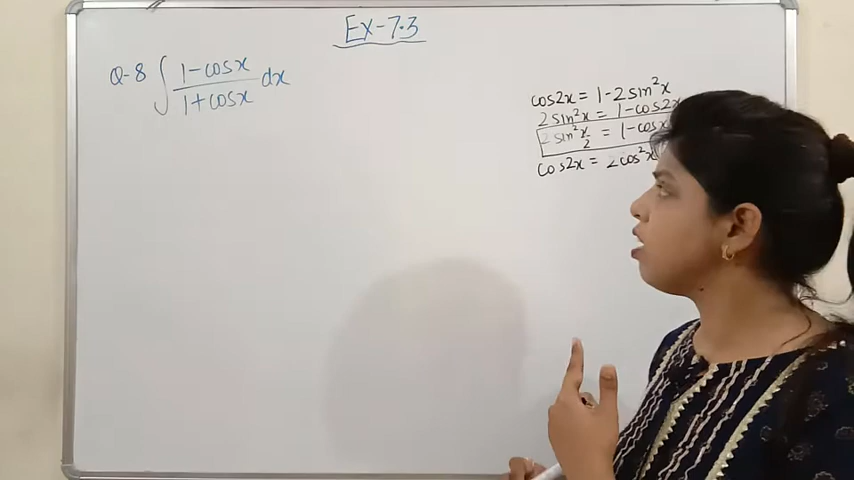 Ex-7.3
Q-8 ∫ 1-cosx / 1+cosx dx
cos2x = 1-2sin²x
2sin²x = 1-cos2x
2sin²x/2 = 1-cosx
cos2x = 2cos²x